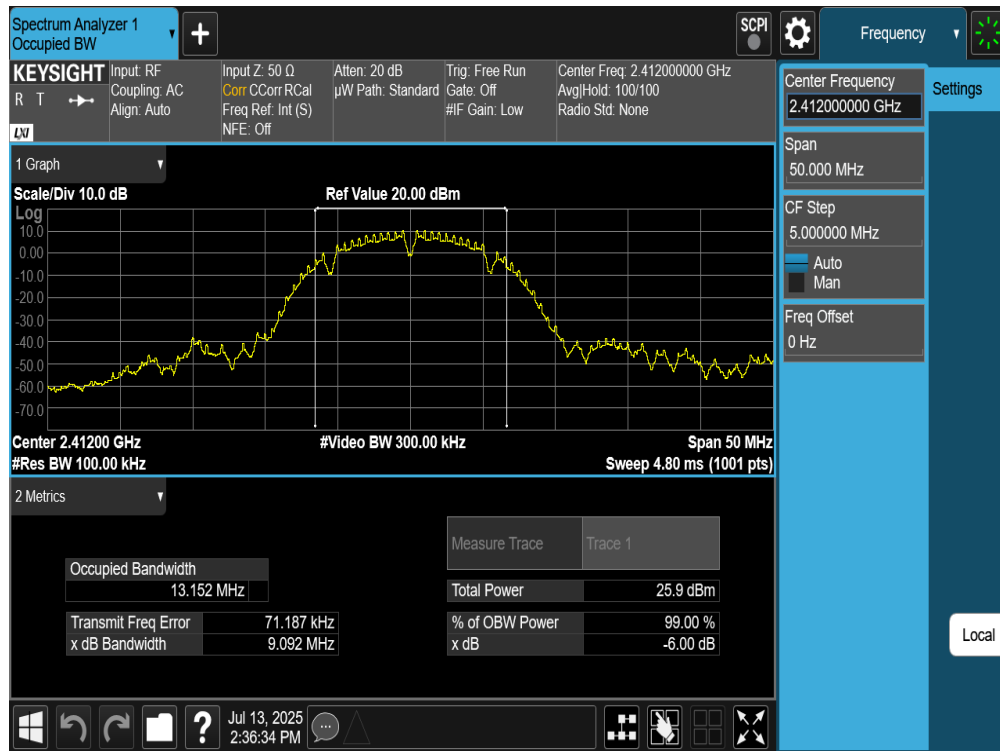 Spectrum Analyzer 1
Occupied BW
+
SCPI
Frequency
KEYSIGHT
R T
LXI
Input: RF
Coupling: AC
Align: Auto
Input Z: 50 Ω
Corr CCorr RCal
Freq Ref: Int (S)
NFE: Off
Atten: 20 dB
µW Path: Standard
Trig: Free Run
Gate: Off
#IF Gain: Low
Center Freq: 2.412000000 GHz
Avg|Hold: 100/100
Radio Std: None
Center Frequency
2.412000000 GHz
Settings
Span
50.000 MHz
CF Step
5.000000 MHz
Auto
Man
Freq Offset
0 Hz
1 Graph
Scale/Div 10.0 dB
Ref Value 20.00 dBm
Log
10.0
0.00
-10.0
-20.0
-30.0
-40.0
-50.0
-60.0
-70.0
Center 2.41200 GHz
#Video BW 300.00 kHz
Span 50 MHz
#Res BW 100.00 kHz
Sweep 4.80 ms (1001 pts)
2 Metrics
Measure Trace
Trace 1
Occupied Bandwidth
13.152 MHz
Total Power
25.9 dBm
Transmit Freq Error
71.187 kHz
% of OBW Power
99.00 %
x dB Bandwidth
9.092 MHz
x dB
-6.00 dB
Local
?
Jul 13, 2025
2:36:34 PM